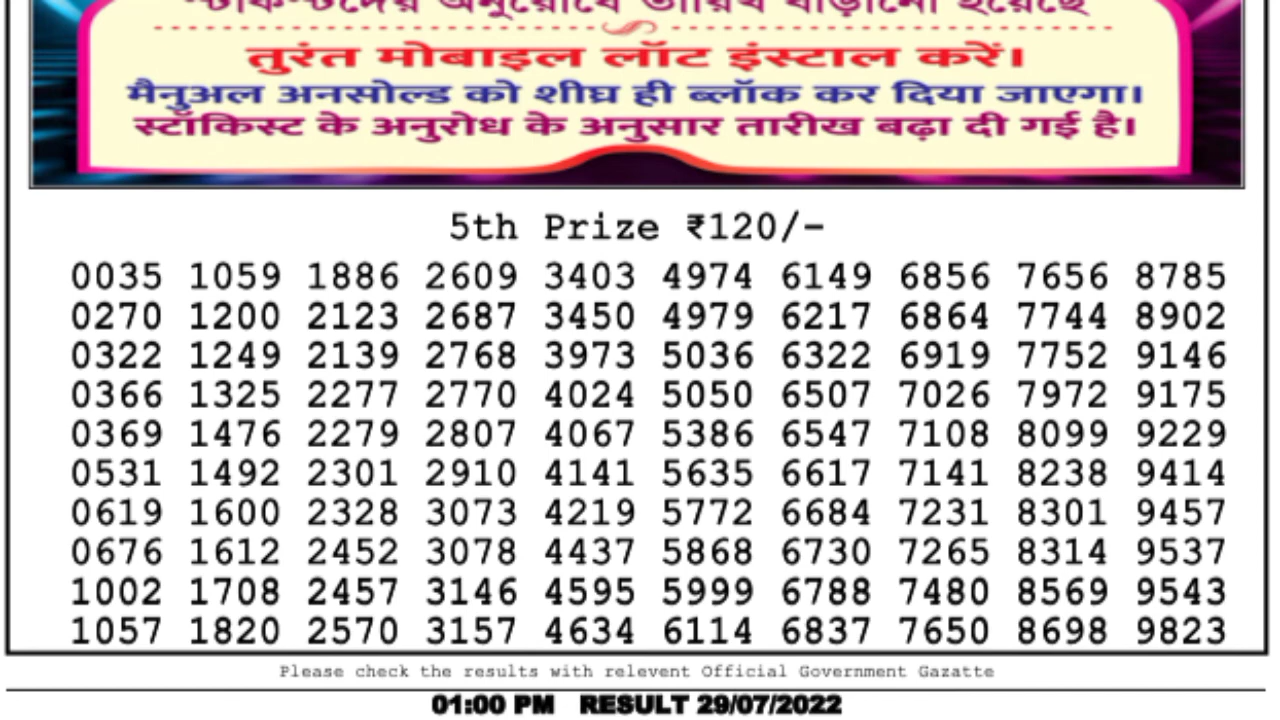 স্টকিস্টদের অনুরোধে তারিখ বাড়ানো হয়েছে
तुरंत मोबाइल लॉट इंस्टाल करें।
मैनुअल अनसोल्ड को शीघ्र ही ब्लॉक कर दिया जाएगा।
स्टॉकिस्ट के अनुरोध के अनुसार तारीख बढ़ा दी गई है।
5th Prize ₹120/-
0035 1059 1886 2609 3403 4974 6149 6856 7656 8785
0270 1200 2123 2687 3450 4979 6217 6864 7744 8902
0322 1249 2139 2768 3973 5036 6322 6919 7752 9146
0366 1325 2277 2770 4024 5050 6507 7026 7972 9175
0369 1476 2279 2807 4067 5386 6547 7108 8099 9229
0531 1492 2301 2910 4141 5635 6617 7141 8238 9414
0619 1600 2328 3073 4219 5772 6684 7231 8301 9457
0676 1612 2452 3078 4437 5868 6730 7265 8314 9537
1002 1708 2457 3146 4595 5999 6788 7480 8569 9543
1057 1820 2570 3157 4634 6114 6837 7650 8698 9823
Please check the results with relevent Official Government Gazatte
01:00 PM RESULT 29/07/2022